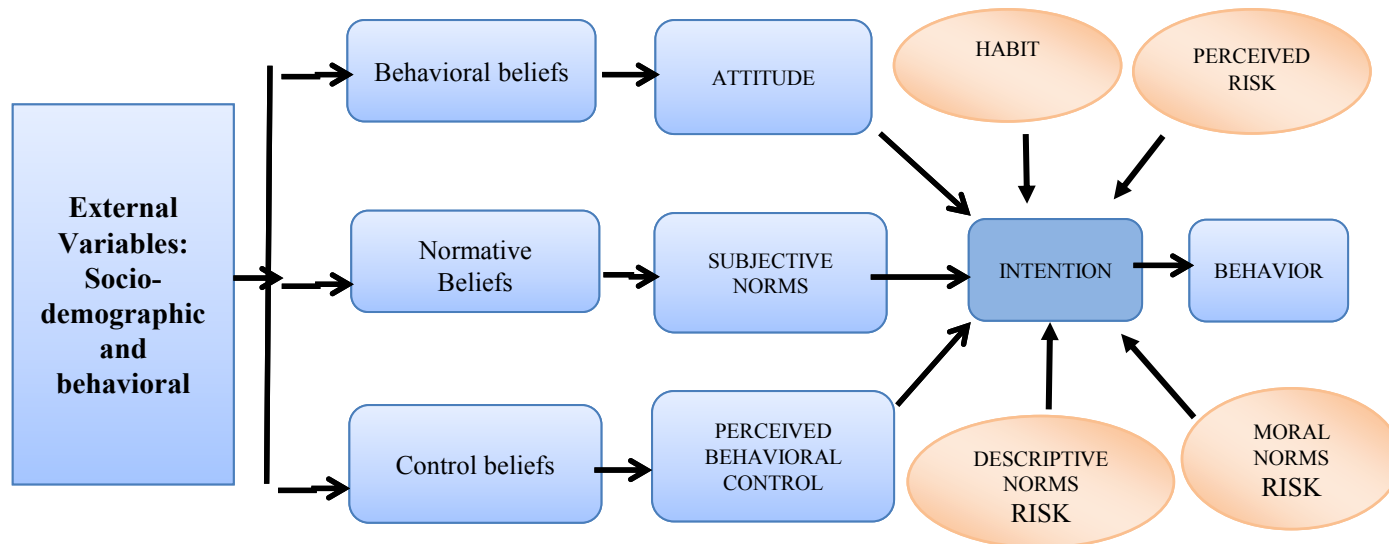 External
Variables:
Socio-
demographic
and
behavioral
Behavioral beliefs
ATTITUDE
HABIT
PERCEIVED
RISK
Normative
Beliefs
SUBJECTIVE
NORMS
INTENTION
BEHAVIOR
Control beliefs
PERCEIVED
BEHAVIORAL
CONTROL
DESCRIPTIVE
NORMS
RISK
MORAL
NORMS
RISK